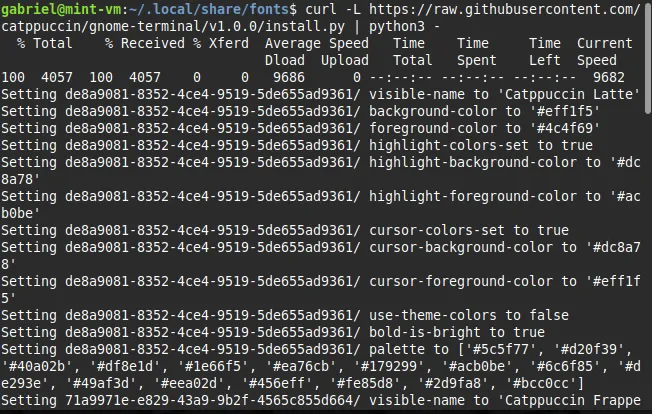 gabriel@mint-vm:~/.local/share/fonts$ curl -L https://raw.githubusercontent.com/
catppuccin/gnome-terminal/v1.0.0/install.py | python3 -
  % Total    % Received % Xferd  Average Speed   Time    Time     Time  Current
                                 Dload  Upload   Total   Spent    Left  Speed
100  4057  100  4057    0     0   9686      0 --:--:-- --:--:-- --:--:--  9682
Setting de8a9081-8352-4ce4-9519-5de655ad9361/ visible-name to 'Catppuccin Latte'
Setting de8a9081-8352-4ce4-9519-5de655ad9361/ background-color to '#eff1f5'
Setting de8a9081-8352-4ce4-9519-5de655ad9361/ foreground-color to '#4c4f69'
Setting de8a9081-8352-4ce4-9519-5de655ad9361/ highlight-colors-set to true
Setting de8a9081-8352-4ce4-9519-5de655ad9361/ highlight-background-color to '#dc
8a78'
Setting de8a9081-8352-4ce4-9519-5de655ad9361/ highlight-foreground-color to '#ac
b0be'
Setting de8a9081-8352-4ce4-9519-5de655ad9361/ cursor-colors-set to true
Setting de8a9081-8352-4ce4-9519-5de655ad9361/ cursor-background-color to '#dc8a7
8'
Setting de8a9081-8352-4ce4-9519-5de655ad9361/ cursor-foreground-color to '#eff1f
5'
Setting de8a9081-8352-4ce4-9519-5de655ad9361/ use-theme-colors to false
Setting de8a9081-8352-4ce4-9519-5de655ad9361/ bold-is-bright to true
Setting de8a9081-8352-4ce4-9519-5de655ad9361/ palette to ['#5c5f77', '#d20f39',
'#40a02b', '#df8e1d', '#1e66f5', '#ea76cb', '#179299', '#acb0be', '#6c6f85', '#d
e293e', '#49af3d', '#eea02d', '#456eff', '#fe85d8', '#2d9fa8', '#bcc0cc']
Setting 71a9971e-e829-43a9-9b2f-4565c855d664/ visible-name to 'Catppuccin Frappe